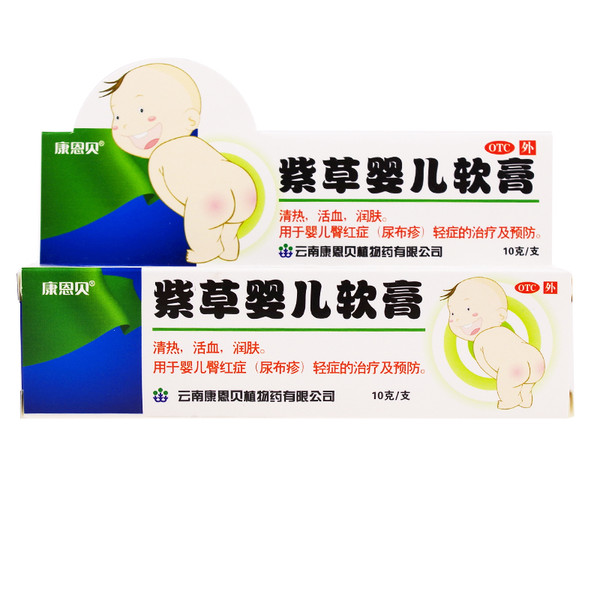 康恩贝®
OTC 外
紫草婴儿软膏
清热，活血，润肤。
用于婴儿臀红症（尿布疹）轻症的治疗及预防。
云南康恩贝植物药有限公司 10克/支
康恩贝®
紫草婴儿软膏
OTC 外
清热，活血，润肤。
用于婴儿臀红症（尿布疹）轻症的治疗及预防。
云南康恩贝植物药有限公司 10克/支